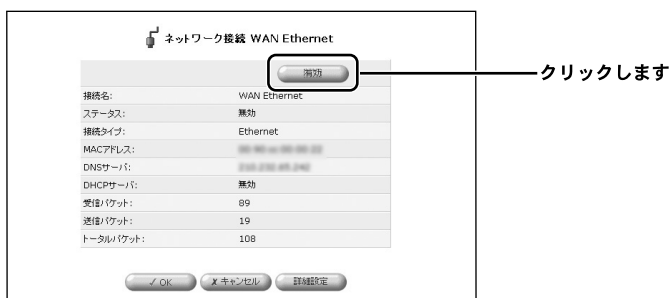 ネットワーク接続 WAN Ethernet
クリックします
接続名: WAN Ethernet
ステータス: 無効
接続タイプ: Ethernet
MACアドレス:
DNSサーバ:
DHCPサーバ: 無効
受信パケット: 89
送信パケット: 19
トータルパケット: 108
✓ OK
X キャンセル
詳細設定